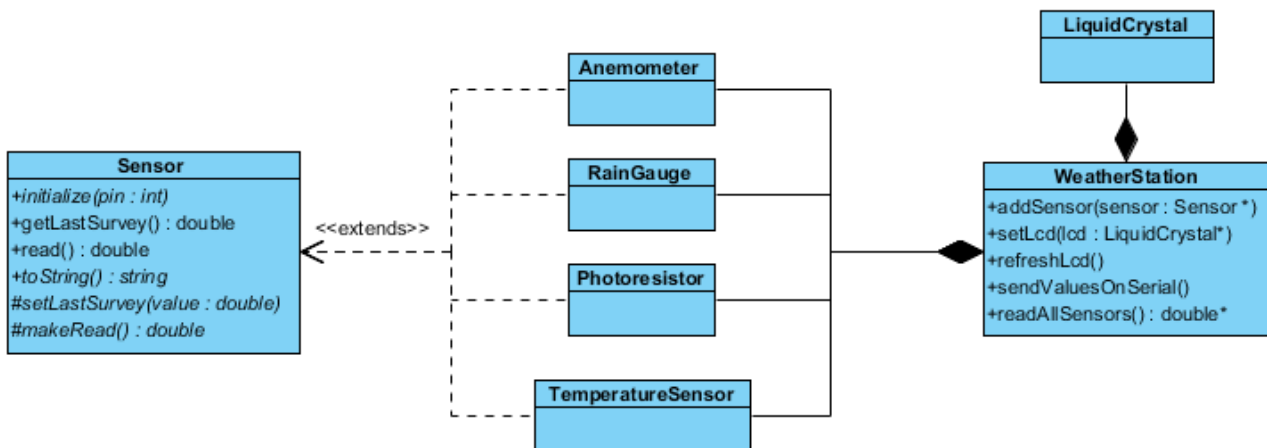 LiquidCrystal
Anemometer
Sensor
+initialize(pin : int)
+getLastSurvey() : double
+read() : double
+toString() : string
#setLastSurvey(value : double)
#makeRead() : double
<<extends>>
RainGauge
Photoresistor
TemperatureSensor
WeatherStation
+addSensor(sensor : Sensor *)
+setLcd(lcd : LiquidCrystal*)
+refreshLcd()
+sendValuesOnSerial()
+readAllSensors() : double*